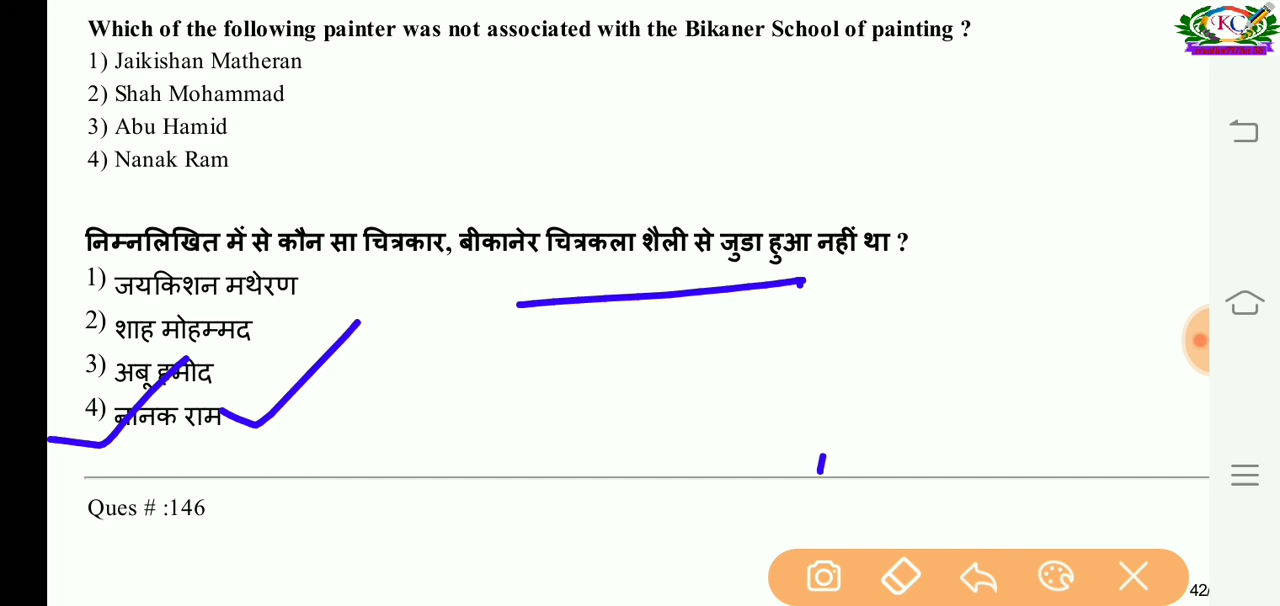 Which of the following painter was not associated with the Bikaner School of painting ?
1) Jaikishan Matheran
2) Shah Mohammad
3) Abu Hamid
4) Nanak Ram
निम्नलिखित में से कौन सा चित्रकार, बीकानेर चित्रकला शैली से जुडा हुआ नहीं था ?
1) जयकिशन मथेरण
2) शाह मोहम्मद
3) अबू हमीद
4) नानक राम
Ques # :146
KC
42/